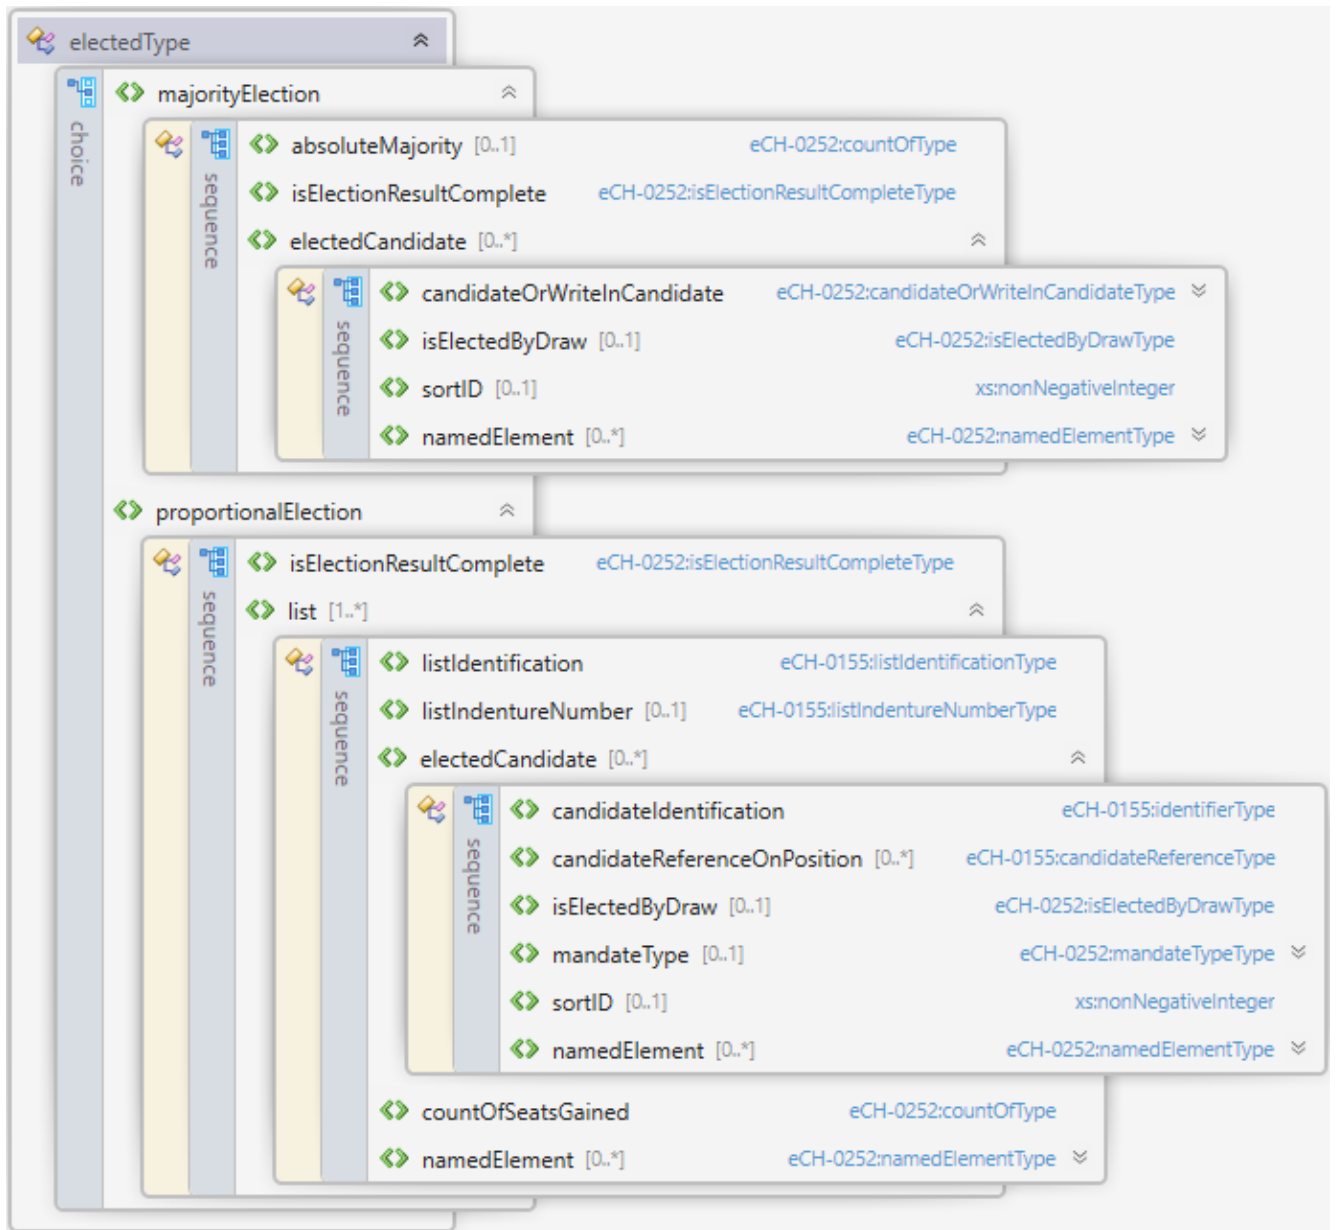 electedType
choice
majorityElection
sequence
absoluteMajority [0..1] eCH-0252:countOfType
isElectionResultComplete eCH-0252:isElectionResultCompleteType
electedCandidate [0..*]
sequence
candidateOrWriteInCandidate eCH-0252:candidateOrWriteInCandidateType
isElectedByDraw [0..1] eCH-0252:isElectedByDrawType
sortID [0..1] xs:nonNegativeInteger
namedElement [0..*] eCH-0252:namedElementType
proportionalElection
sequence
isElectionResultComplete eCH-0252:isElectionResultCompleteType
list [1..*]
sequence
listIdentification eCH-0155:listIdentificationType
listIndentureNumber [0..1] eCH-0155:listIndentureNumberType
electedCandidate [0..*]
sequence
candidateIdentification eCH-0155:identifierType
candidateReferenceOnPosition [0..*] eCH-0155:candidateReferenceType
isElectedByDraw [0..1] eCH-0252:isElectedByDrawType
mandateType [0..1] eCH-0252:mandateTypeType
sortID [0..1] xs:nonNegativeInteger
namedElement [0..*] eCH-0252:namedElementType
countOfSeatsGained eCH-0252:countOfType
namedElement [0..*] eCH-0252:namedElementType